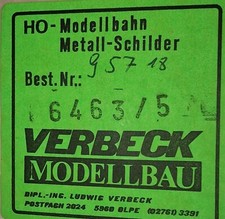 HO-Modellbahn
Metall-Schilder
Best.Nr.: 95718
6463/5
VERBECK
MODELLBAU
DIPL.-ING. LUDWIG VERBECK
POSTFACH 2024 5960 OLPE (02761) 3391